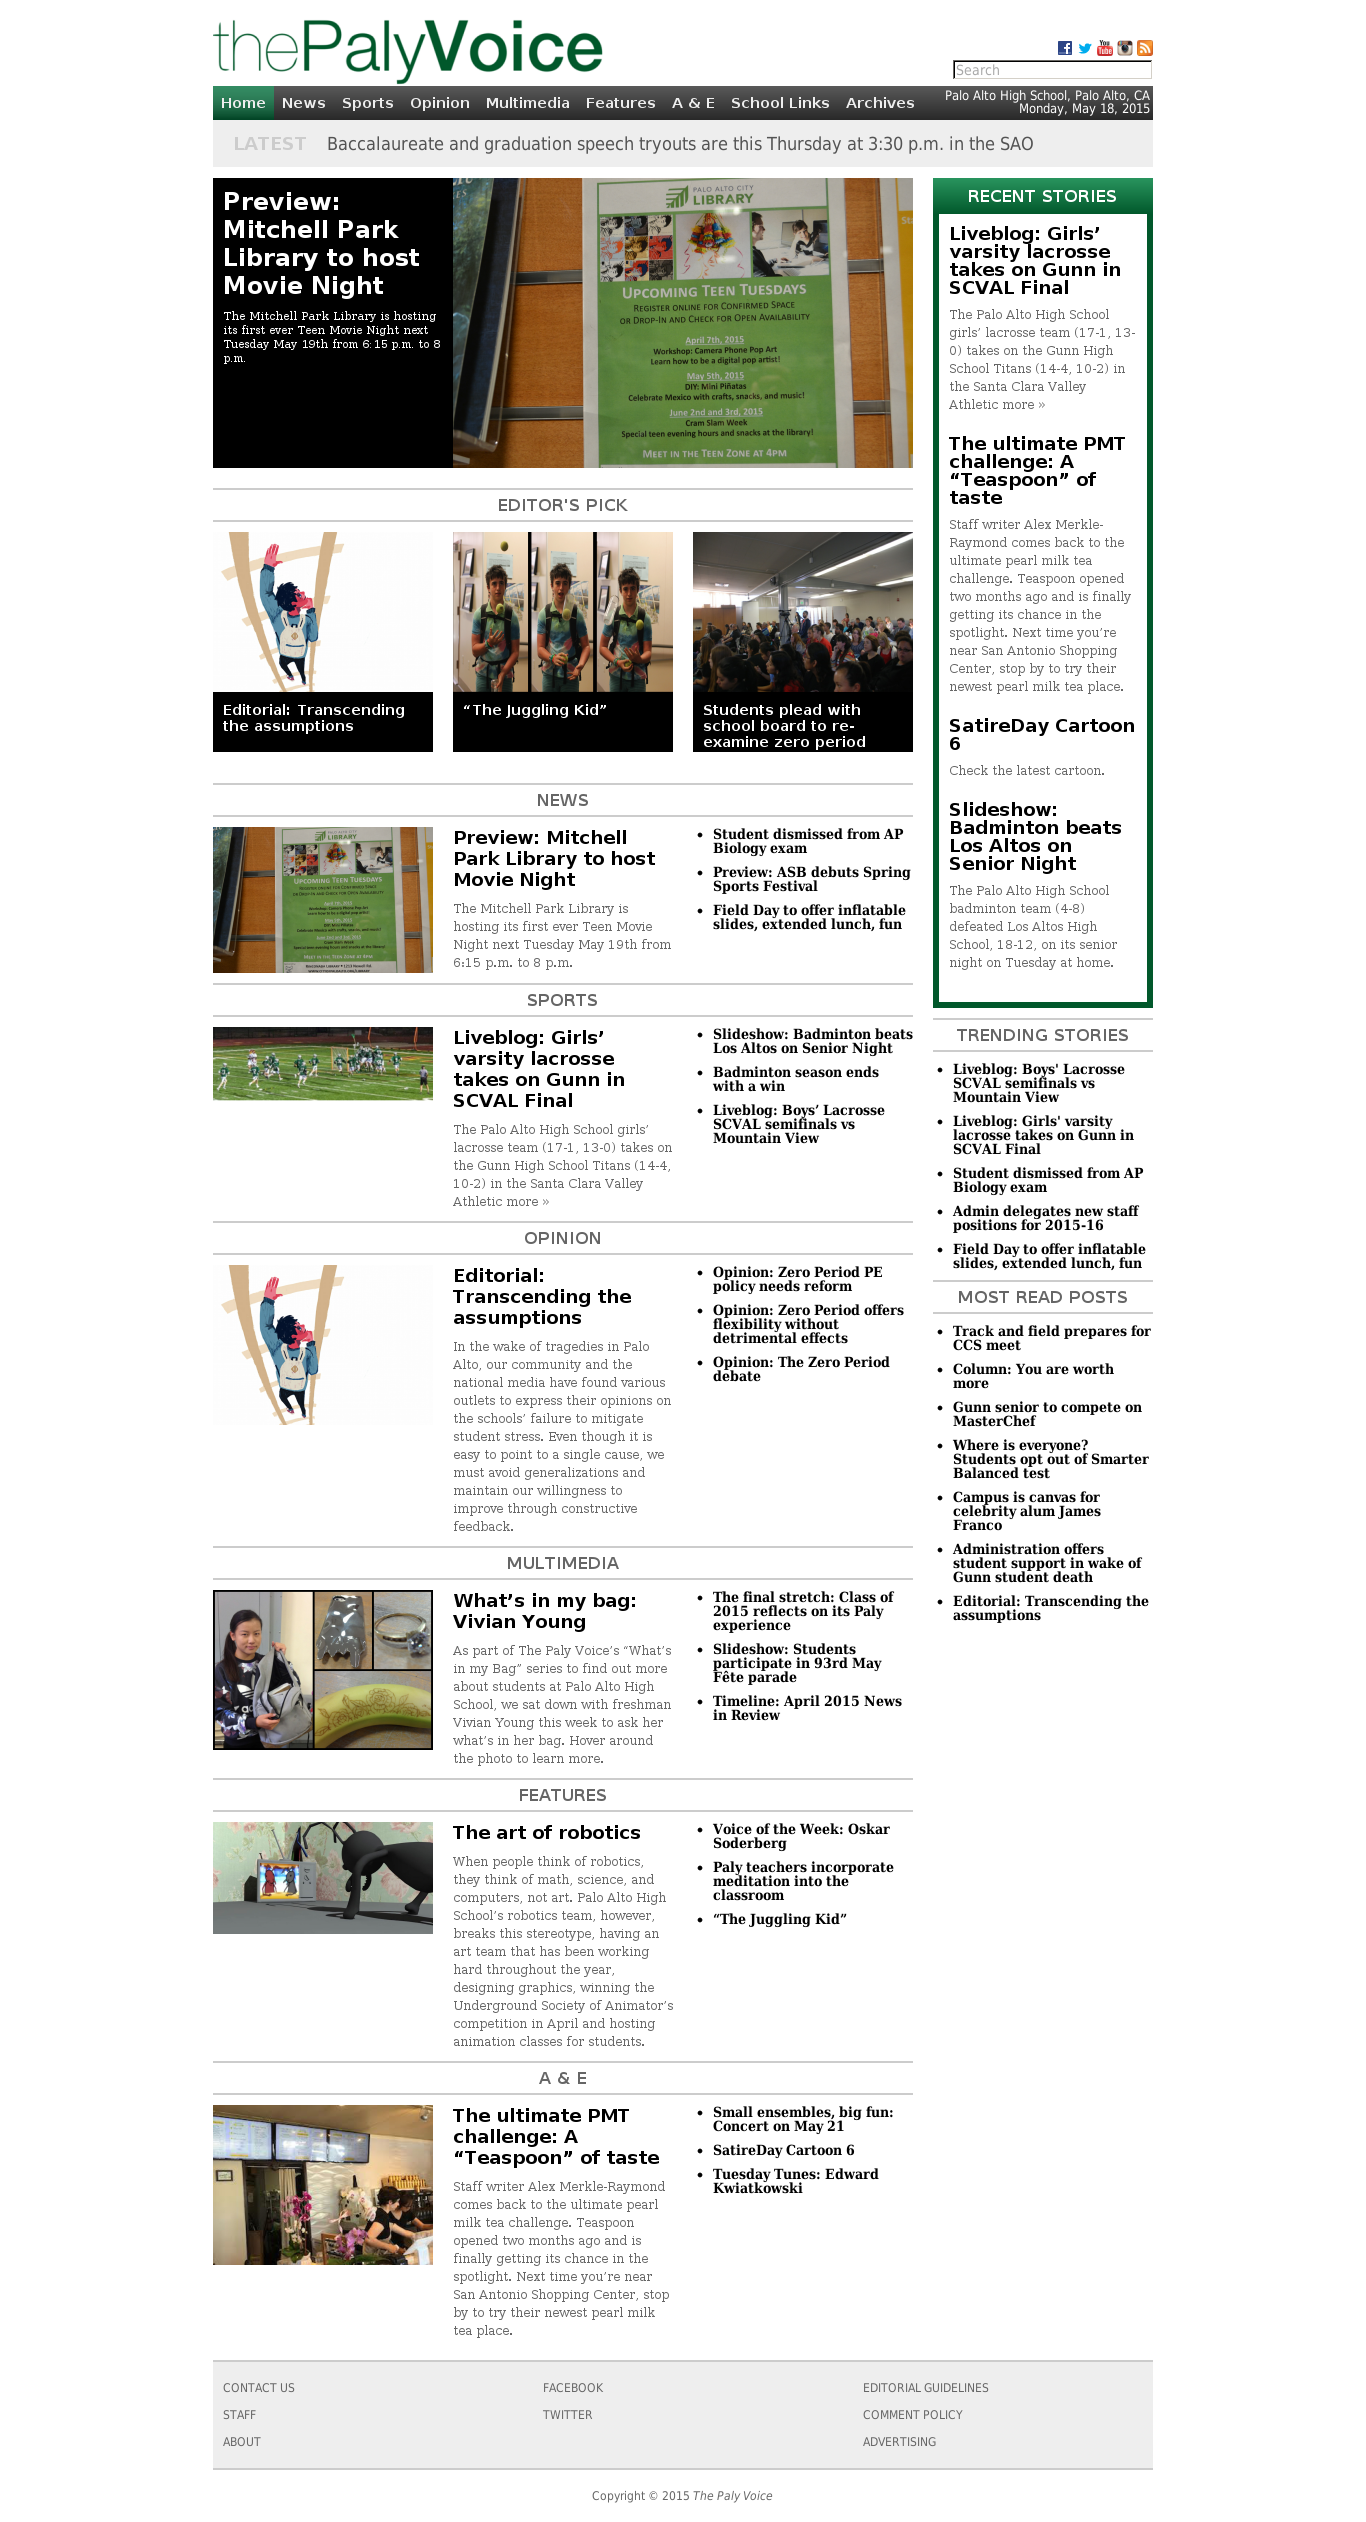 thePalyVoice
Search
Home News Sports Opinion Multimedia Features A & E School Links Archives
Palo Alto High School, Palo Alto, CA
Monday, May 18, 2015
LATEST Baccalaureate and graduation speech tryouts are this Thursday at 3:30 p.m. in the SAO
Preview:
Mitchell Park
Library to host
Movie Night
The Mitchell Park Library is hosting
its first ever Teen Movie Night next
Tuesday May 19th from 6:15 p.m. to 8
p.m.
PALO ALTO CITY
LIBRARY
UPCOMING TEEN TUESDAYS
REGISTER ONLINE FOR CONFIRMED SPACE
OR DROP-IN AND CHECK FOR OPEN AVAILABILITY
April 7th, 2015
Workshop: Camera Phone Pop Art
Learn how to be a digital pop artist!
May 5th, 2015
DIY: Mini Piñatas
Celebrate Mexico with crafts, snacks, and music!
June 2nd and 3rd, 2015
Cram Slam Week
Special teen evening hours and snacks at the library!
MEET IN THE TEEN ZONE AT 4PM
EDITOR'S PICK
Editorial: Transcending
the assumptions
“The Juggling Kid”
Students plead with
school board to re-
examine zero period
NEWS
LIBRARY
UPCOMING TEEN TUESDAYS
Preview: Mitchell
Park Library to host
Movie Night
The Mitchell Park Library is
hosting its first ever Teen Movie
Night next Tuesday May 19th from
6:15 p.m. to 8 p.m.
Student dismissed from AP
Biology exam
Preview: ASB debuts Spring
Sports Festival
Field Day to offer inflatable
slides, extended lunch, fun
SPORTS
Liveblog: Girls’
varsity lacrosse
takes on Gunn in
SCVAL Final
The Palo Alto High School girls’
lacrosse team (17-1, 13-0) takes on
the Gunn High School Titans (14-4,
10-2) in the Santa Clara Valley
Athletic more »
Slideshow: Badminton beats
Los Altos on Senior Night
Badminton season ends
with a win
Liveblog: Boys’ Lacrosse
SCVAL semifinals vs
Mountain View
OPINION
Editorial:
Transcending the
assumptions
In the wake of tragedies in Palo
Alto, our community and the
national media have found various
outlets to express their opinions on
the schools’ failure to mitigate
student stress. Even though it is
easy to point to a single cause, we
must avoid generalizations and
maintain our willingness to
improve through constructive
feedback.
Opinion: Zero Period PE
policy needs reform
Opinion: Zero Period offers
flexibility without
detrimental effects
Opinion: The Zero Period
debate
MULTIMEDIA
What’s in my bag:
Vivian Young
As part of The Paly Voice’s “What’s
in my Bag” series to find out more
about students at Palo Alto High
School, we sat down with freshman
Vivian Young this week to ask her
what’s in her bag. Hover around
the photo to learn more.
The final stretch: Class of
2015 reflects on its Paly
experience
Slideshow: Students
participate in 93rd May
Fête parade
Timeline: April 2015 News
in Review
FEATURES
The art of robotics
When people think of robotics,
they think of math, science, and
computers, not art. Palo Alto High
School’s robotics team, however,
breaks this stereotype, having an
art team that has been working
hard throughout the year,
designing graphics, winning the
Underground Society of Animator’s
competition in April and hosting
animation classes for students.
Voice of the Week: Oskar
Soderberg
Paly teachers incorporate
meditation into the
classroom
“The Juggling Kid”
A & E
The ultimate PMT
challenge: A
“Teaspoon” of taste
Staff writer Alex Merkle-Raymond
comes back to the ultimate pearl
milk tea challenge. Teaspoon
opened two months ago and is
finally getting its chance in the
spotlight. Next time you’re near
San Antonio Shopping Center, stop
by to try their newest pearl milk
tea place.
Small ensembles, big fun:
Concert on May 21
SatireDay Cartoon 6
Tuesday Tunes: Edward
Kwiatkowski
RECENT STORIES
Liveblog: Girls’
varsity lacrosse
takes on Gunn in
SCVAL Final
The Palo Alto High School
girls’ lacrosse team (17-1, 13-
0) takes on the Gunn High
School Titans (14-4, 10-2) in
the Santa Clara Valley
Athletic more »
The ultimate PMT
challenge: A
“Teaspoon” of
taste
Staff writer Alex Merkle-
Raymond comes back to the
ultimate pearl milk tea
challenge. Teaspoon opened
two months ago and is finally
getting its chance in the
spotlight. Next time you’re
near San Antonio Shopping
Center, stop by to try their
newest pearl milk tea place.
SatireDay Cartoon
6
Check the latest cartoon.
Slideshow:
Badminton beats
Los Altos on
Senior Night
The Palo Alto High School
badminton team (4-8)
defeated Los Altos High
School, 18-12, on its senior
night on Tuesday at home.
TRENDING STORIES
Liveblog: Boys' Lacrosse
SCVAL semifinals vs
Mountain View
Liveblog: Girls' varsity
lacrosse takes on Gunn in
SCVAL Final
Student dismissed from AP
Biology exam
Admin delegates new staff
positions for 2015-16
Field Day to offer inflatable
slides, extended lunch, fun
MOST READ POSTS
Track and field prepares for
CCS meet
Column: You are worth
more
Gunn senior to compete on
MasterChef
Where is everyone?
Students opt out of Smarter
Balanced test
Campus is canvas for
celebrity alum James
Franco
Administration offers
student support in wake of
Gunn student death
Editorial: Transcending the
assumptions
CONTACT US FACEBOOK EDITORIAL GUIDELINES
STAFF TWITTER COMMENT POLICY
ABOUT ADVERTISING
Copyright © 2015 The Paly Voice